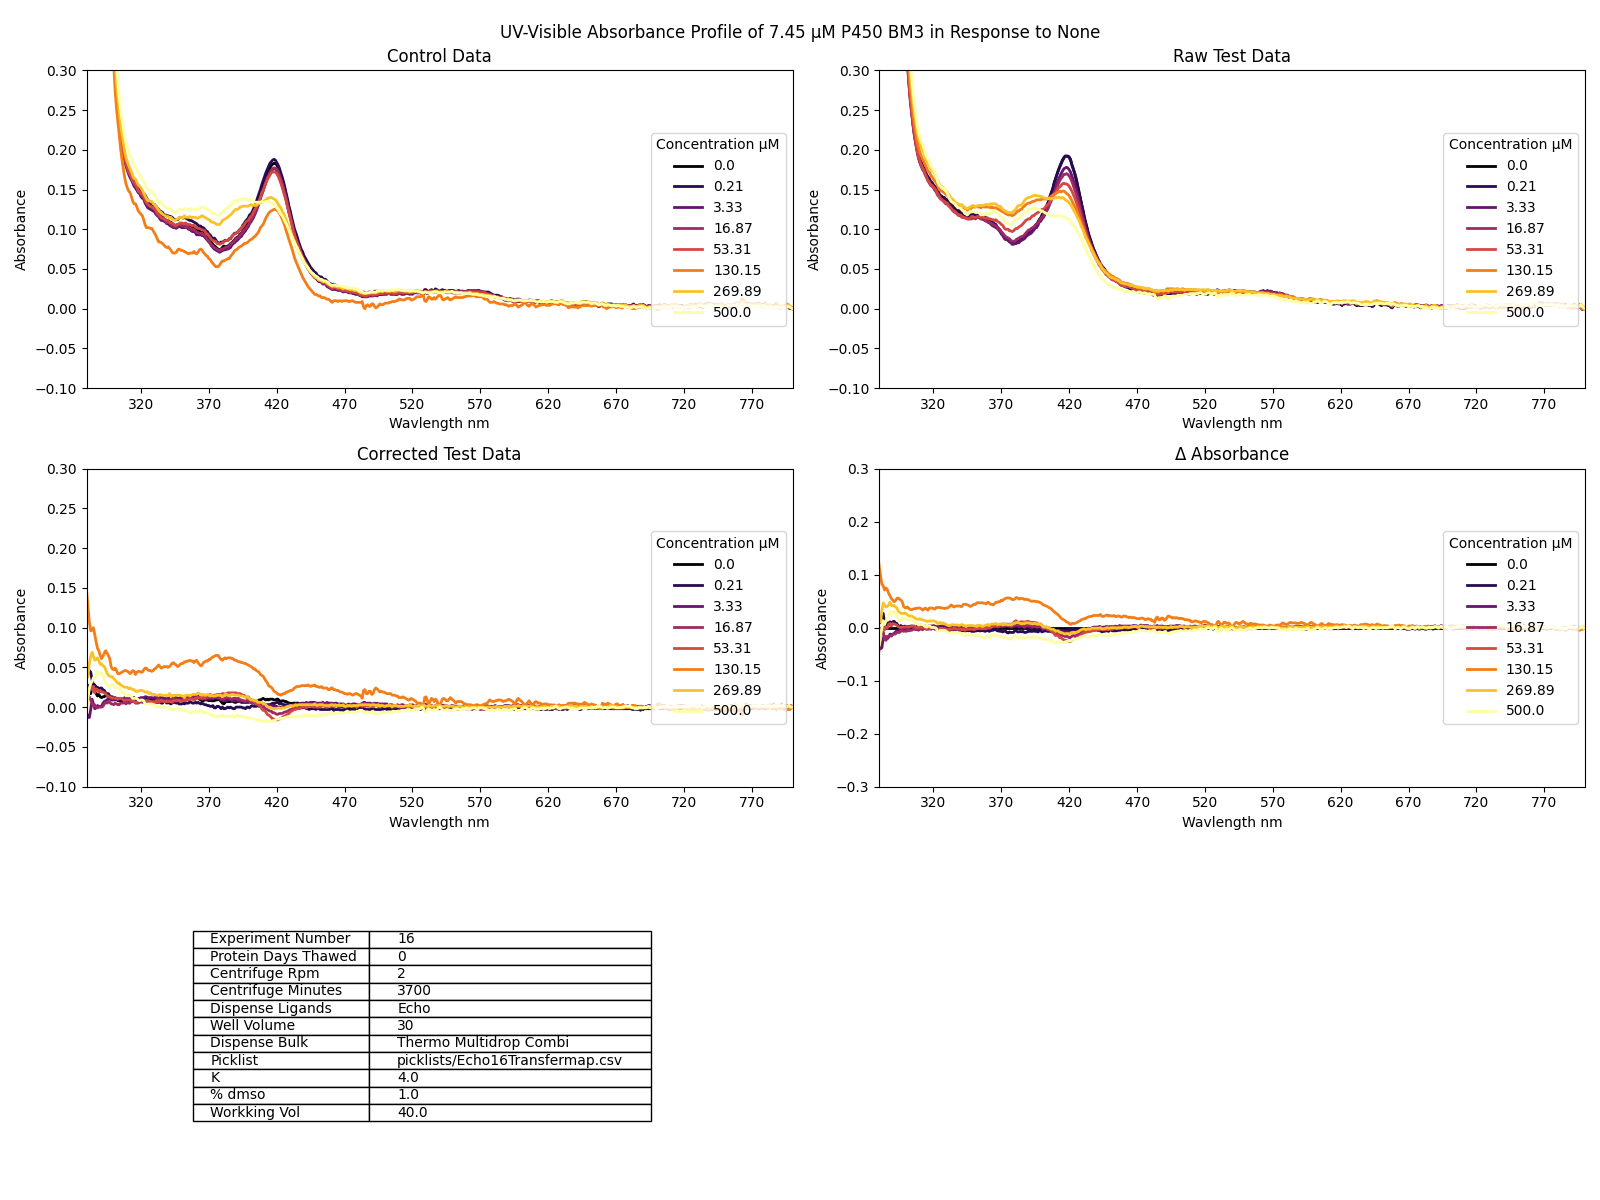 UV-Visible Absorbance Profile of 7.45 µM P450 BM3 in Response to None
Control Data
Absorbance
0.30
0.25
0.20
0.15
0.10
0.05
0.00
−0.05
−0.10
320 370 420 470 520 570 620 670 720 770
Wavlength nm
Concentration µM
0.0
0.21
3.33
16.87
53.31
130.15
269.89
500.0
Raw Test Data
Absorbance
0.30
0.25
0.20
0.15
0.10
0.05
0.00
−0.05
−0.10
320 370 420 470 520 570 620 670 720 770
Wavlength nm
Concentration µM
0.0
0.21
3.33
16.87
53.31
130.15
269.89
500.0
Corrected Test Data
Absorbance
0.30
0.25
0.20
0.15
0.10
0.05
0.00
−0.05
−0.10
320 370 420 470 520 570 620 670 720 770
Wavlength nm
Concentration µM
0.0
0.21
3.33
16.87
53.31
130.15
269.89
500.0
Δ Absorbance
Absorbance
0.3
0.2
0.1
0.0
−0.1
−0.2
−0.3
320 370 420 470 520 570 620 670 720 770
Wavlength nm
Concentration µM
0.0
0.21
3.33
16.87
53.31
130.15
269.89
500.0
Experiment Number 16
Protein Days Thawed 0
Centrifuge Rpm 2
Centrifuge Minutes 3700
Dispense Ligands Echo
Well Volume 30
Dispense Bulk Thermo Multidrop Combi
Picklist picklists/Echo16Transfermap.csv
K 4.0
% dmso 1.0
Workking Vol 40.0